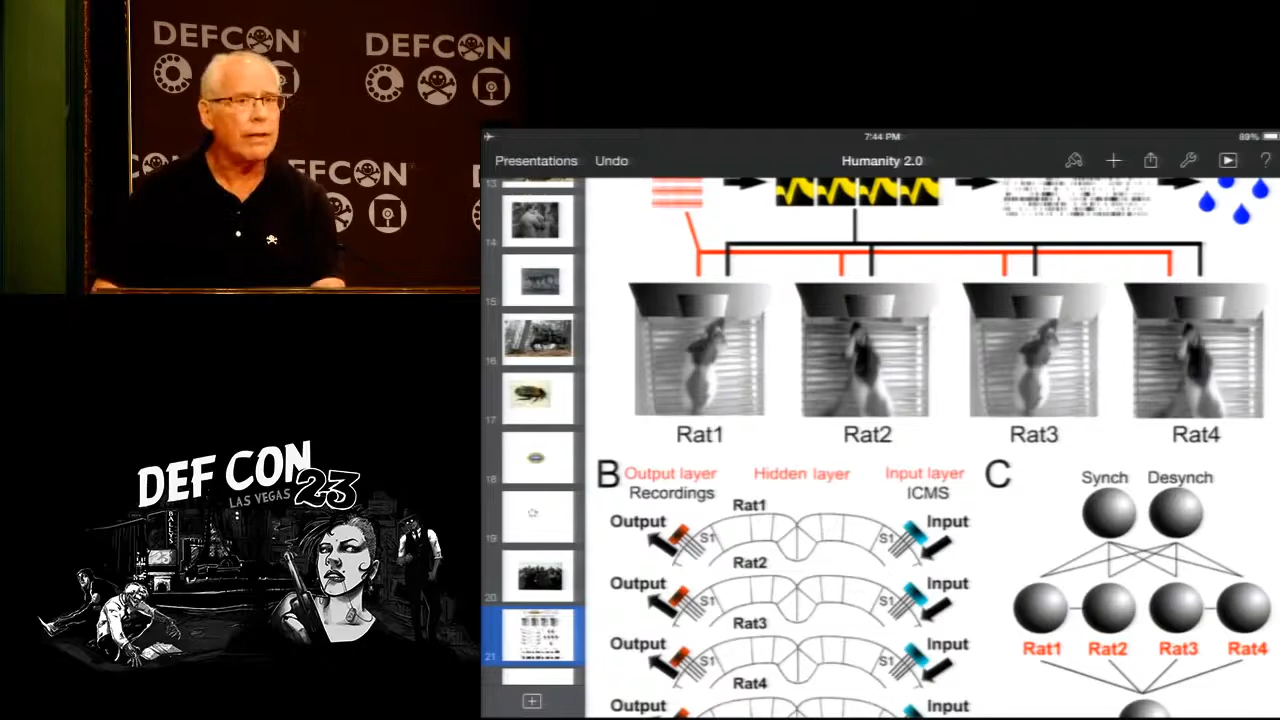 DEFCON
DEFCON
CON
DEFCON
DEF CON 23
LAS VEGAS
BALLY'S
7:44 PM
89%
Presentations
Undo
Humanity 2.0
?
13
14
15
16
17
18
19
20
21
Rat1
Rat2
Rat3
Rat4
B
Output layer
Hidden layer
Input layer
Recordings
ICMS
Rat1
Output
S1
S1
Input
Rat2
Output
S1
S1
Input
Rat3
Output
S1
S1
Input
Rat4
Output
Input
C
Synch
Desynch
Rat1
Rat2
Rat3
Rat4